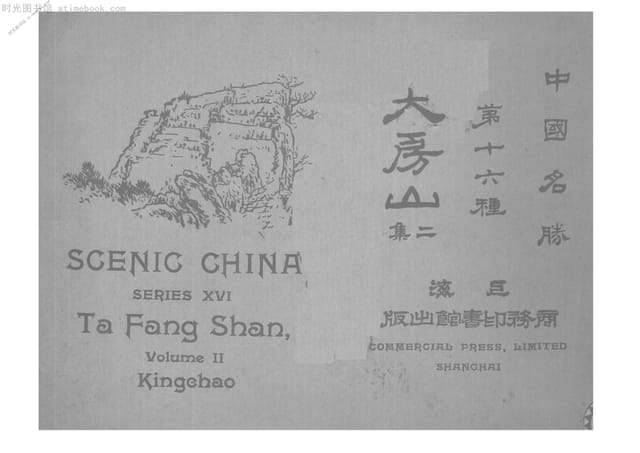 时光图书馆 atimebook.com
SCENIC CHINA
SERIES XVI
Ta Fang Shan,
Volume II
Kingchao
中國名勝
第十六種
大房山
二集
上海
商務印書館出版
COMMERCIAL PRESS, LIMITED
SHANGHAI